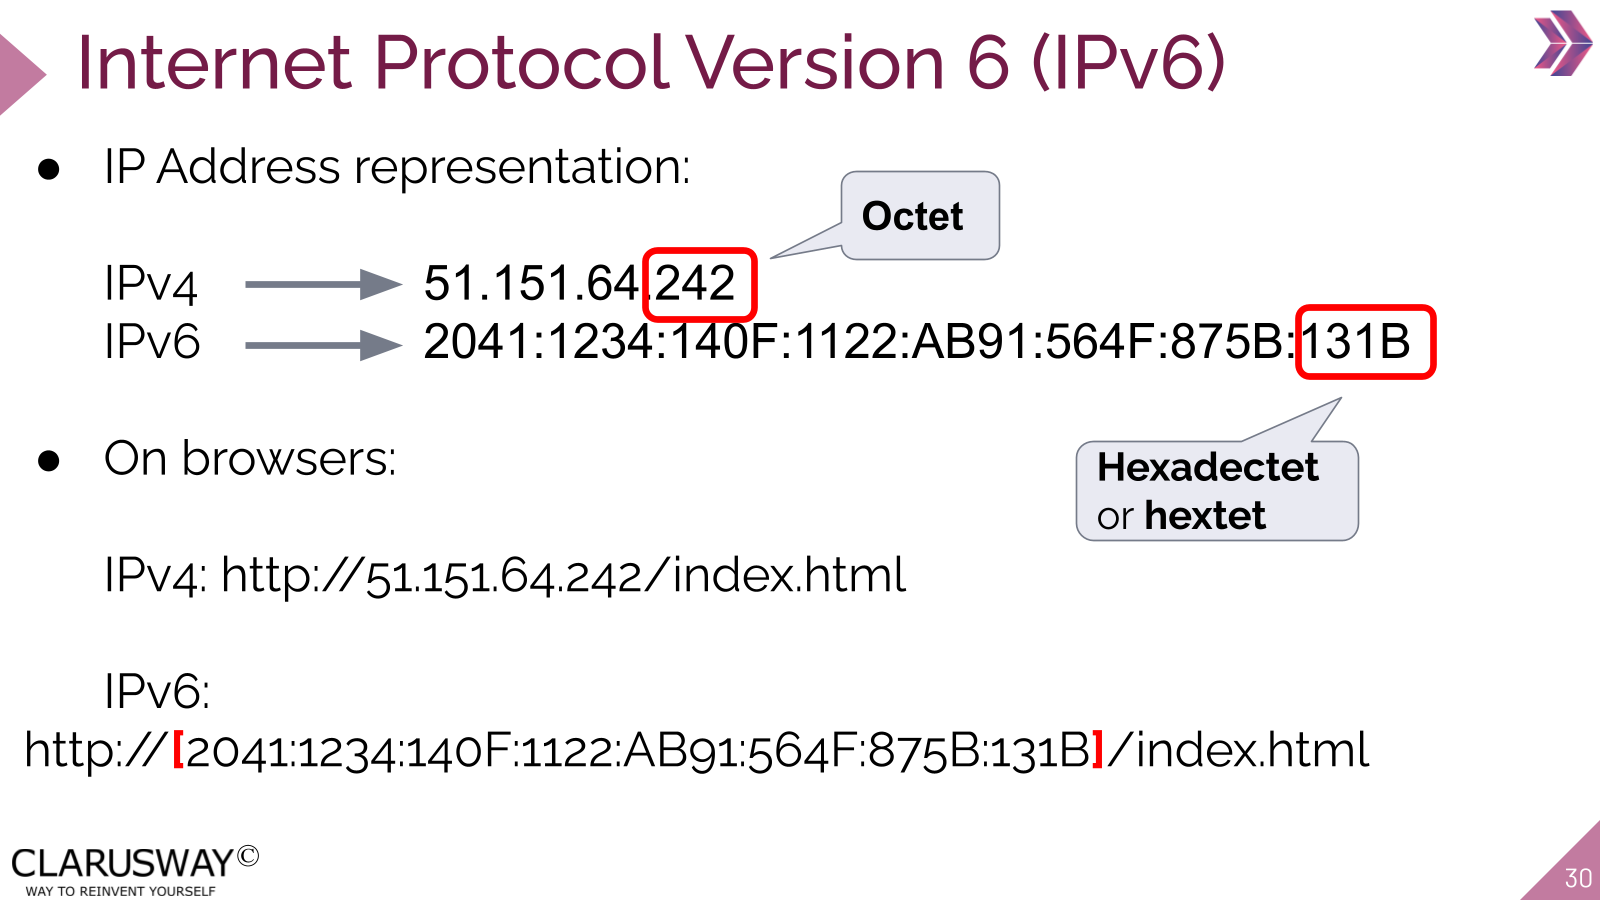 Internet Protocol Version 6 (IPv6)
● IP Address representation:
Octet
IPv4 51.151.64.242
IPv6 2041:1234:140F:1122:AB91:564F:875B:131B
● On browsers:
Hexadectet
or hextet
IPv4: http://51.151.64.242/index.html
IPv6:
http://[2041:1234:140F:1122:AB91:564F:875B:131B]/index.html
CLARUSWAY©
WAY TO REINVENT YOURSELF
30